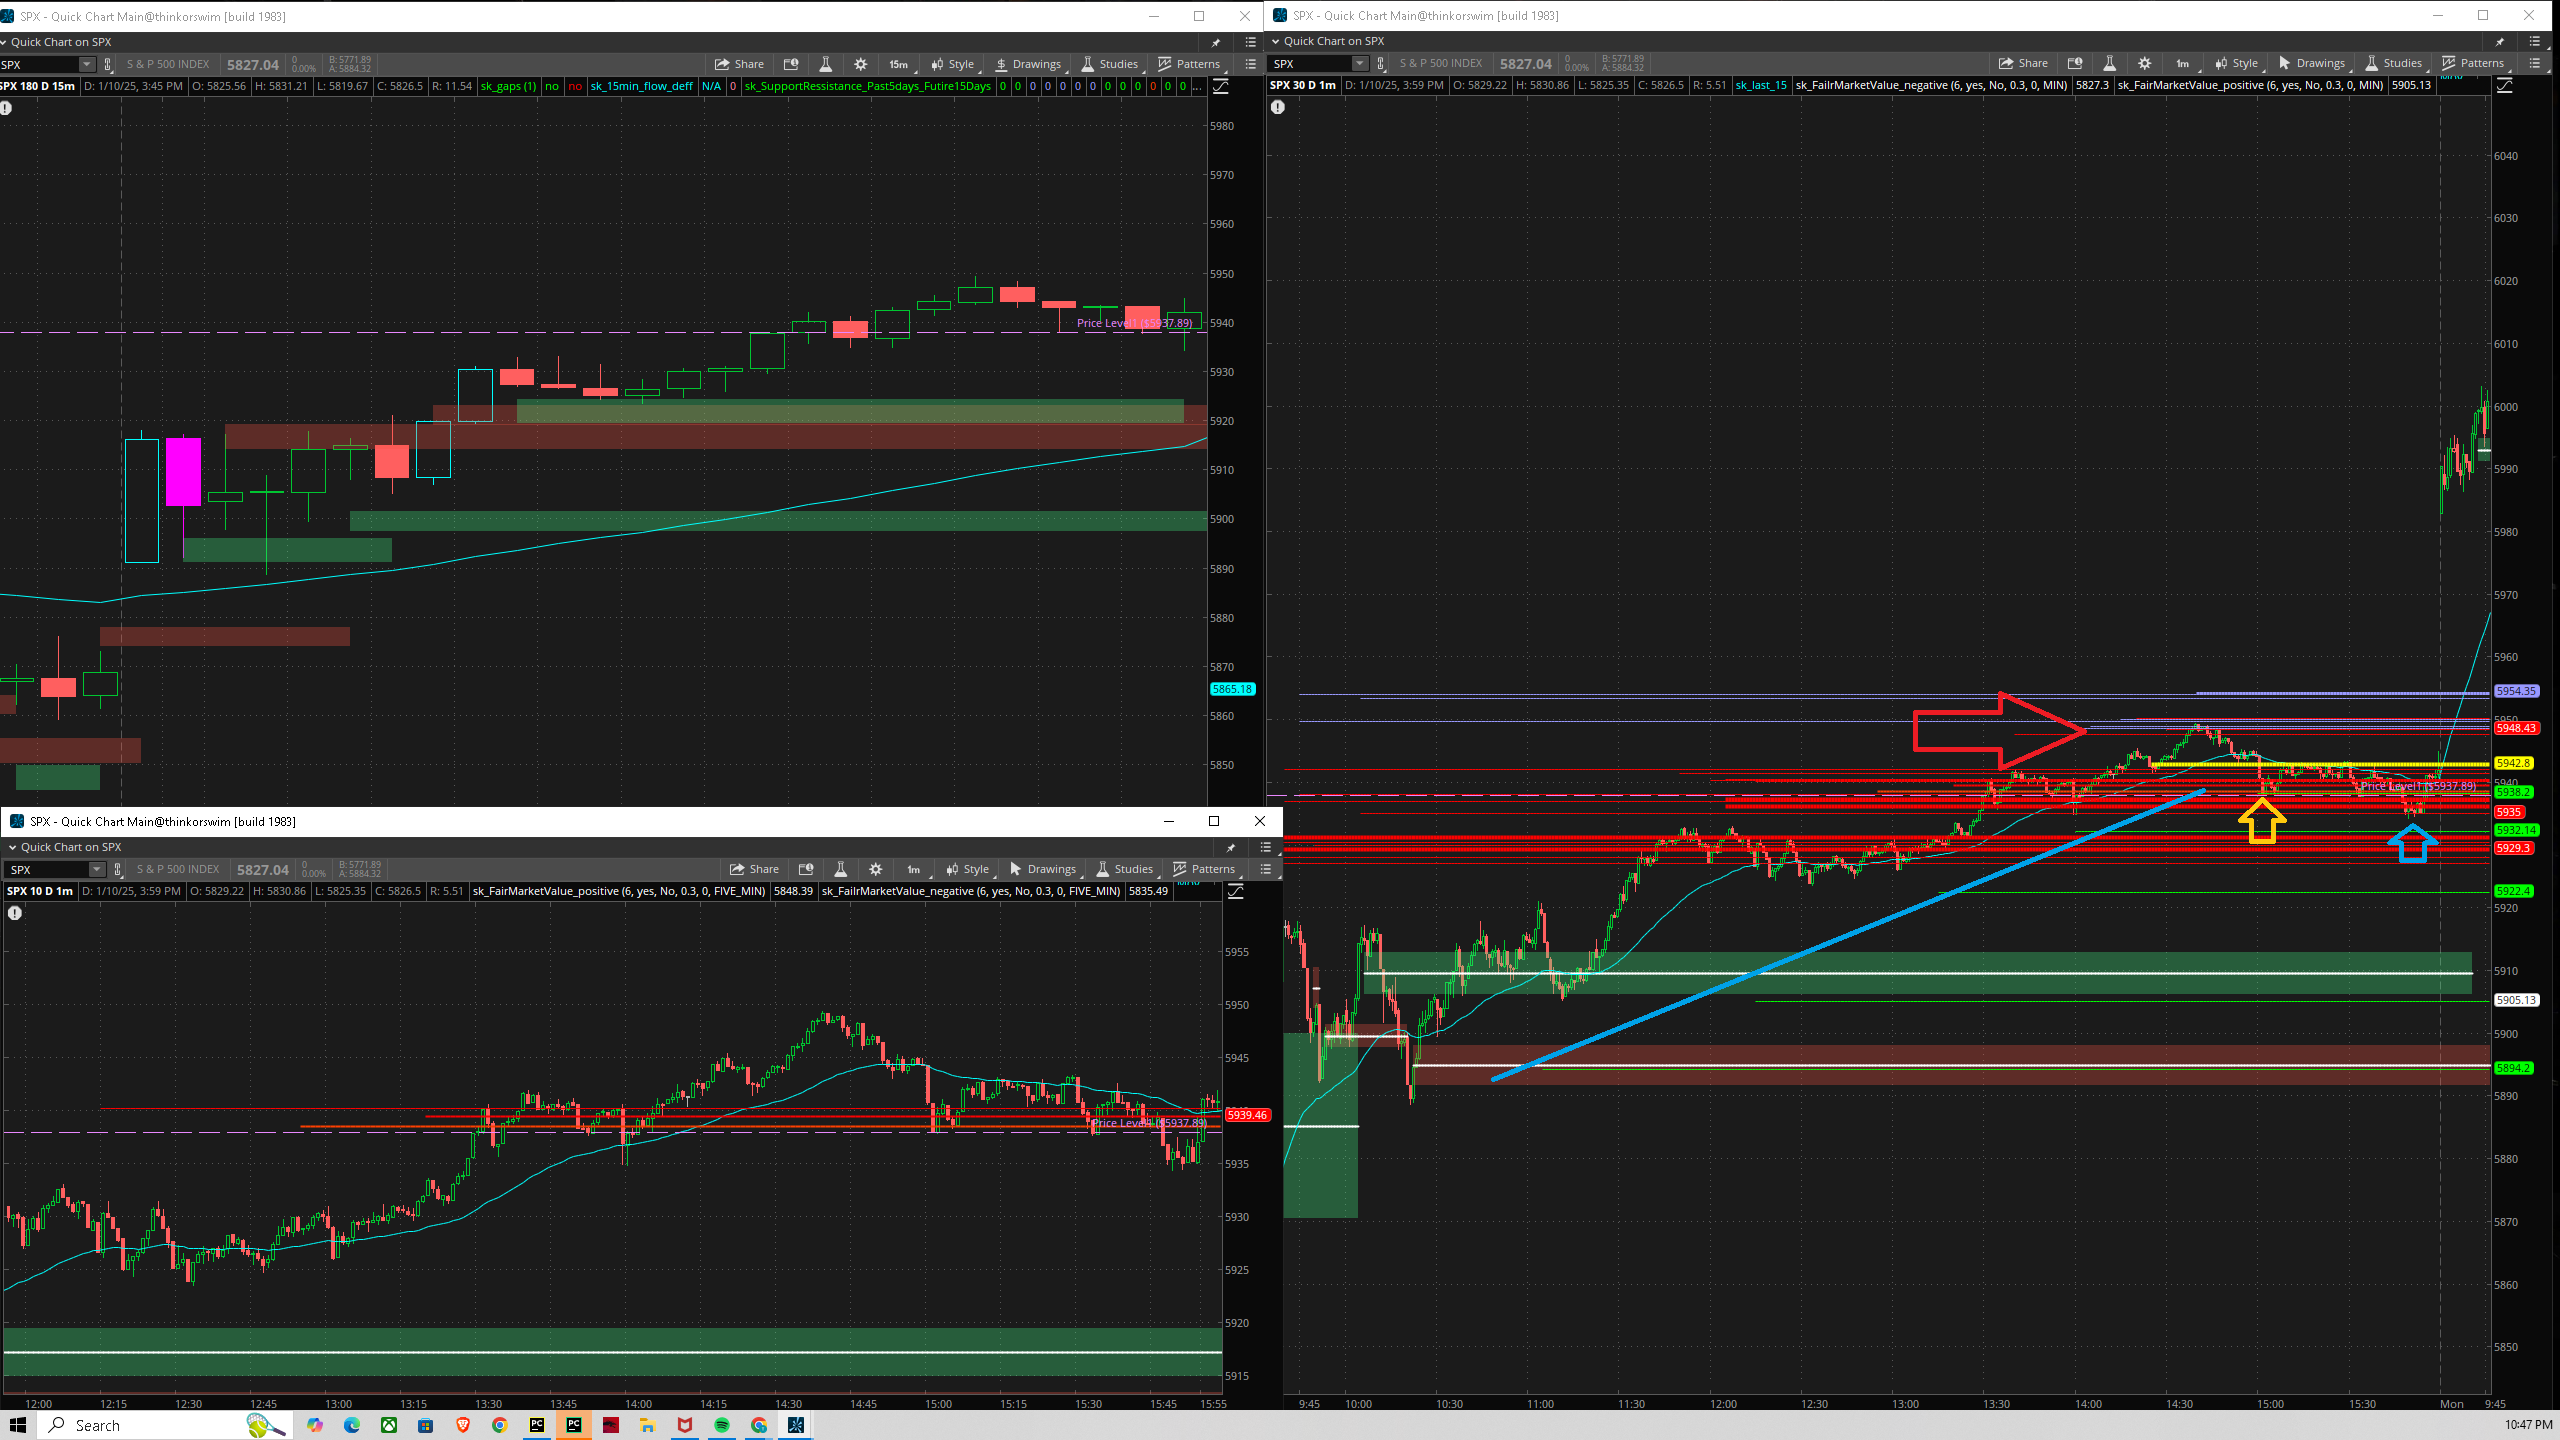 SPX - Quick Chart Main@thinkorswim [build 1983]
Quick Chart on SPX
SPX S & P 500 INDEX 5827.04 0 0.00% B: 5771.89 A: 5884.32 Share 15m Style Drawings Studies Patterns
SPX 180 D 15m D: 1/10/25, 3:45 PM O: 5825.56 H: 5831.21 L: 5819.67 C: 5826.5 R: 11.54 sk_gaps (1) no no sk_15min_flow_deff N/A 0 sk_SupportRessistance_Past5days_Futire15Days 0 0 0 0 0 0 0 0 0 0 0 0 0 ...
5980
5970
5960
5950
5940
Price Level1 ($5937.89)
5930
5920
5910
5900
5890
5880
5870
5865.18
5860
5850
SPX - Quick Chart Main@thinkorswim [build 1983]
Quick Chart on SPX
SPX S & P 500 INDEX 5827.04 0 0.00% B: 5771.89 A: 5884.32 Share 1m Style Drawings Studies Patterns
SPX 30 D 1m D: 1/10/25, 3:59 PM O: 5829.22 H: 5830.86 L: 5825.35 C: 5826.5 R: 5.51 sk_last_15 sk_FailrMarketValue_negative (6, yes, No, 0.3, 0, MIN) 5827.3 sk_FairMarketValue_positive (6, yes, No, 0.3, 0, MIN) 5905.13
6040
6030
6020
6010
6000
5990
5980
5970
5960
5954.35
5950
5948.43
5942.8
5940
Price Level1 ($5937.89)
5938.2
5935
5932.14
5929.3
5922.4
5920
5910
5905.13
5900
5894.2
5890
5880
5870
5860
5850
9:45 10:00 10:30 11:00 11:30 12:00 12:30 13:00 13:30 14:00 14:30 15:00 15:30 Mon 9:45
SPX - Quick Chart Main@thinkorswim [build 1983]
Quick Chart on SPX
SPX S & P 500 INDEX 5827.04 0 0.00% B: 5771.89 A: 5884.32 Share 1m Style Drawings Studies Patterns
SPX 10 D 1m D: 1/10/25, 3:59 PM O: 5829.22 H: 5830.86 L: 5825.35 C: 5826.5 R: 5.51 sk_FairMarketValue_positive (6, yes, No, 0.3, 0, FIVE_MIN) 5848.39 sk_FailrMarketValue_negative (6, yes, No, 0.3, 0, FIVE_MIN) 5835.49
5955
5950
5945
5939.46
Price Level1 ($5937.89)
5935
5930
5925
5920
5915
12:00 12:15 12:30 12:45 13:00 13:15 13:30 13:45 14:00 14:15 14:30 14:45 15:00 15:15 15:30 15:45 15:55
Search
PC
PC
10:47 PM